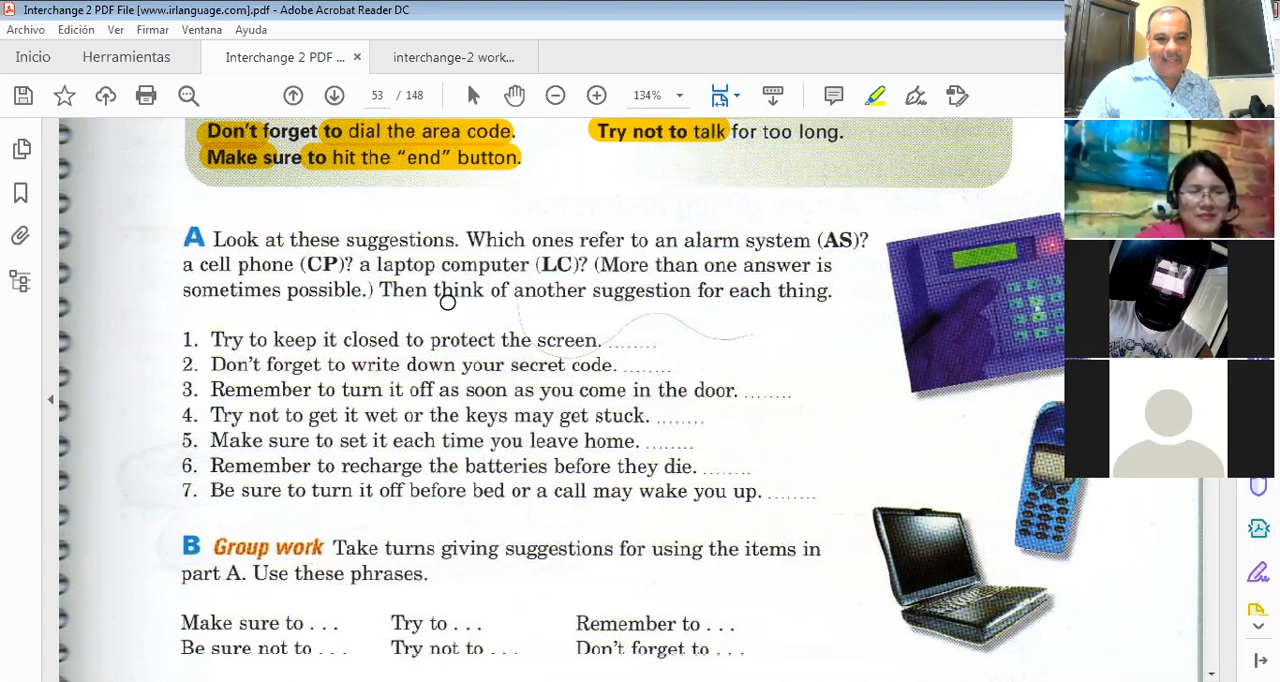 Interchange 2 PDF File [www.irlanguage.com].pdf - Adobe Acrobat Reader DC
Archivo Edición Ver Firmar Ventana Ayuda
Inicio Herramientas Interchange 2 PDF ... × interchange-2 work...
53 / 148 134%
Don't forget to dial the area code. Try not to talk for too long.
Make sure to hit the “end” button.
A Look at these suggestions. Which ones refer to an alarm system (AS)?
a cell phone (CP)? a laptop computer (LC)? (More than one answer is
sometimes possible.) Then think of another suggestion for each thing.
1. Try to keep it closed to protect the screen. ........
2. Don't forget to write down your secret code. ........
3. Remember to turn it off as soon as you come in the door. ........
4. Try not to get it wet or the keys may get stuck. ........
5. Make sure to set it each time you leave home. ........
6. Remember to recharge the batteries before they die. ........
7. Be sure to turn it off before bed or a call may wake you up. ........
B Group work Take turns giving suggestions for using the items in
part A. Use these phrases.
Make sure to . . . Try to . . . Remember to . . .
Be sure not to . . . Try not to . . . Don't forget to . . .